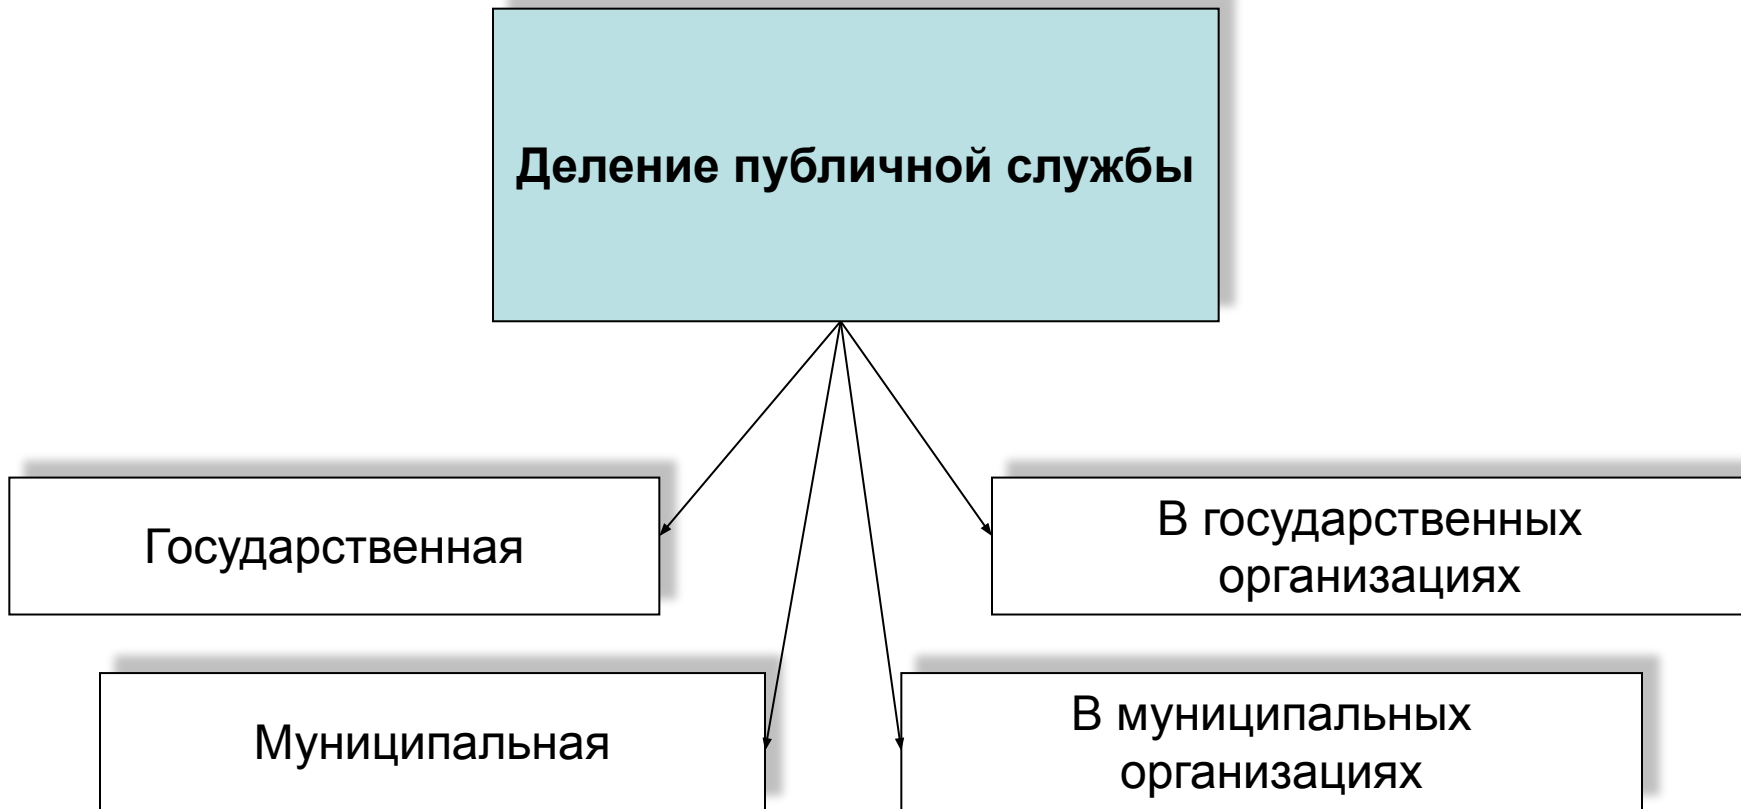 Деление публичной службы
Государственная
В государственных
организациях
Муниципальная
В муниципальных
организациях